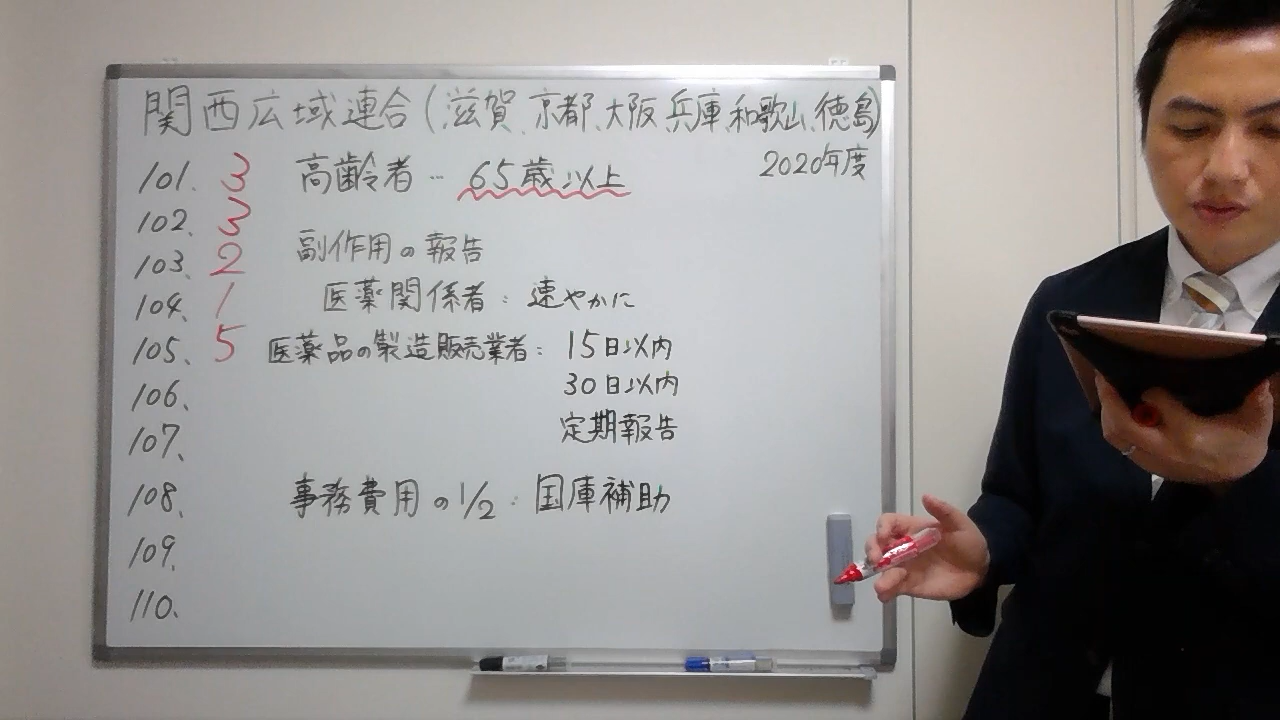 関西広域連合(滋賀、京都、大阪、兵庫、和歌山、徳島)
2020年度
101. 3 高齢者… 65歳以上
102. 3
副作用の報告
103. 2
104. 1 医薬関係者: 速やかに
105. 5 医薬品の製造販売業者: 15日以内
106. 30日以内
107. 定期報告
108. 事務費用の1/2: 国庫補助
109.
110.